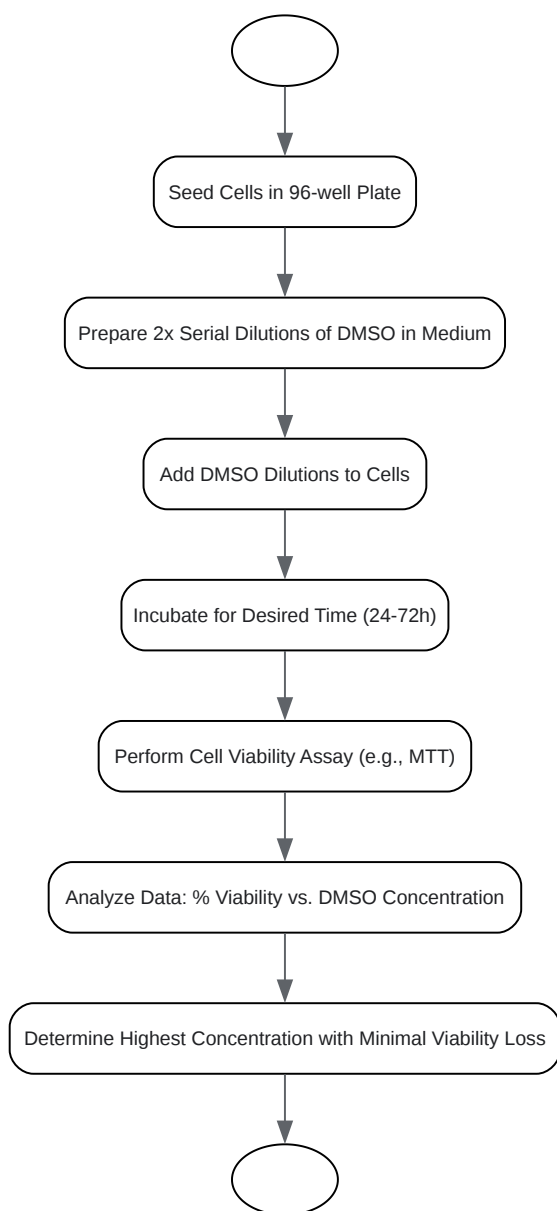 Seed Cells in 96-well Plate
Prepare 2x Serial Dilutions of DMSO in Medium
Add DMSO Dilutions to Cells
Incubate for Desired Time (24-72h)
Perform Cell Viability Assay (e.g., MTT)
Analyze Data: % Viability vs. DMSO Concentration
Determine Highest Concentration with Minimal Viability Loss